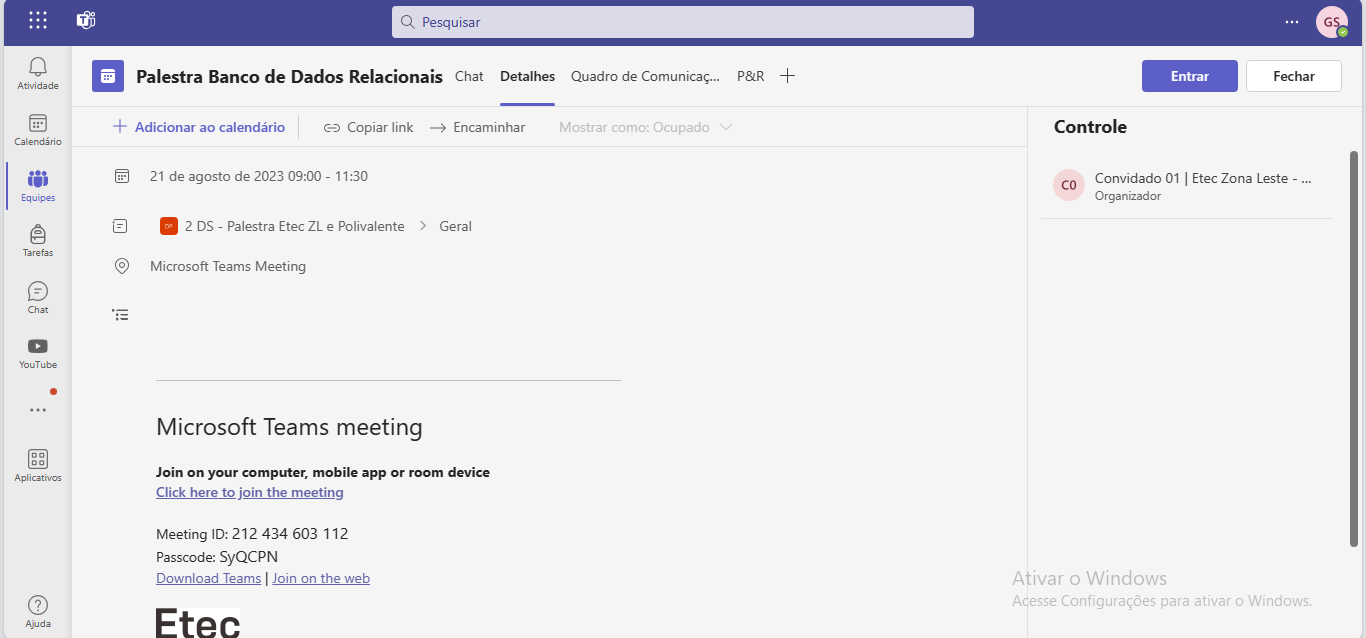 Pesquisar
GS
Atividade
Calendário
Equipes
Tarefas
Chat
YouTube
Aplicativos
Ajuda
Palestra Banco de Dados Relacionais Chat Detalhes Quadro de Comunicaç... P&R
Entrar Fechar
Adicionar ao calendário Copiar link Encaminhar Mostrar como: Ocupado
21 de agosto de 2023 09:00 - 11:30
DP 2 DS - Palestra Etec ZL e Polivalente > Geral
Microsoft Teams Meeting
Microsoft Teams meeting
Join on your computer, mobile app or room device
Click here to join the meeting
Meeting ID: 212 434 603 112
Passcode: SyQCPN
Download Teams | Join on the web
Etec
Controle
C0 Convidado 01 | Etec Zona Leste - ...
Organizador
Ativar o Windows
Acesse Configurações para ativar o Windows.